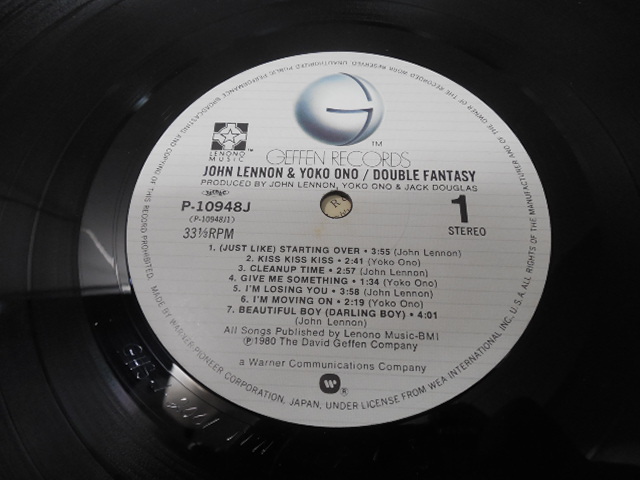 UNAUTHORIZED PUBLIC PERFORMANCE BROADCASTING AND COPYING OF THIS RECORD PROHIBITED.
ALL RIGHTS OF THE MANUFACTURER AND OF THE OWNER OF THE RECORDED WORK RESERVED.
G
TM
LENONO
MUSIC
GEFFEN RECORDS
JOHN LENNON & YOKO ONO / DOUBLE FANTASY
PRODUCED BY JOHN LENNON, YOKO ONO & JACK DOUGLAS
P-10948J
(P-10948J1)
33⅓RPM
1
STEREO
1. (JUST LIKE) STARTING OVER • 3:55 (John Lennon)
2. KISS KISS KISS • 2:41 (Yoko Ono)
3. CLEANUP TIME • 2:57 (John Lennon)
4. GIVE ME SOMETHING • 1:34 (Yoko Ono)
5. I'M LOSING YOU • 3:58 (John Lennon)
6. I'M MOVING ON • 2:19 (Yoko Ono)
7. BEAUTIFUL BOY (DARLING BOY) • 4:01
(John Lennon)
All Songs Published by Lenono Music-BMI
Ⓟ1980 The David Geffen Company
a Warner Communications Company
®
MADE BY WARNER-PIONEER CORPORATION, JAPAN, UNDER LICENSE FROM WEA INTERNATIONAL INC., U.S.A.